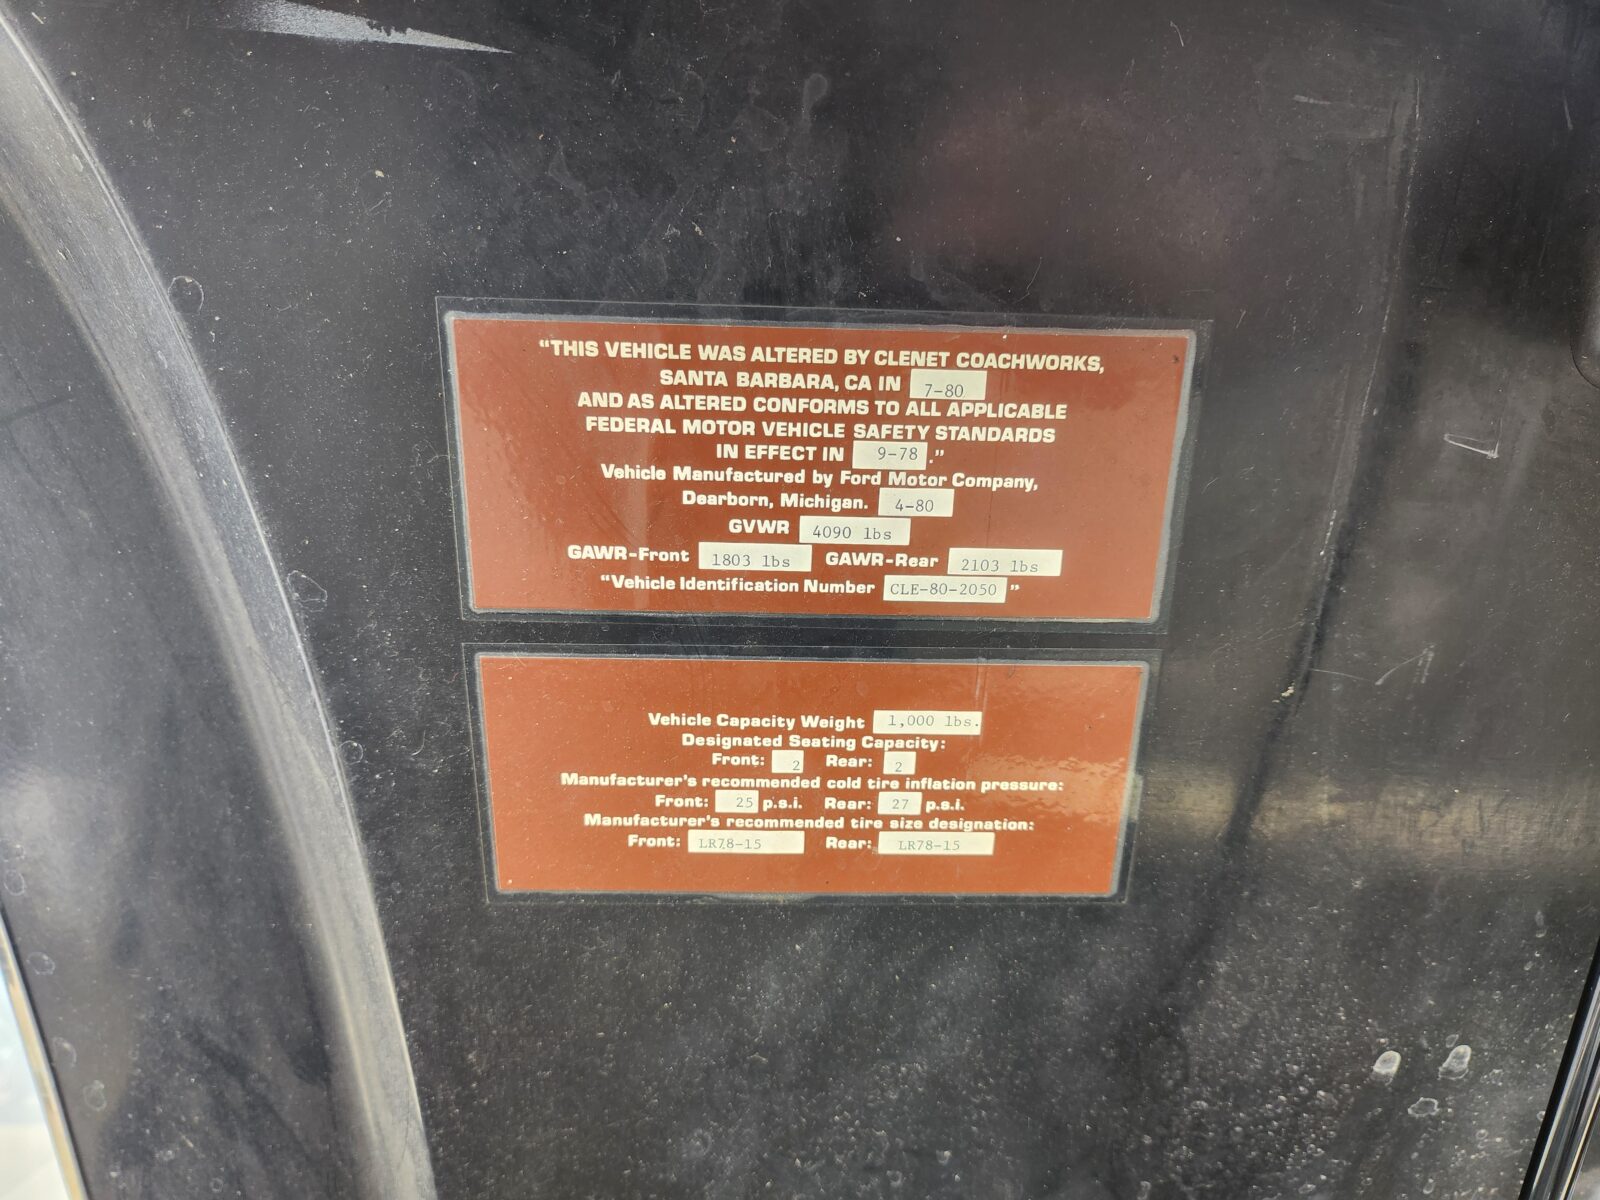 “THIS VEHICLE WAS ALTERED BY CLENET COACHWORKS,
SANTA BARBARA, CA IN 7-80
AND AS ALTERED CONFORMS TO ALL APPLICABLE
FEDERAL MOTOR VEHICLE SAFETY STANDARDS
IN EFFECT IN 9-78.”
Vehicle Manufactured by Ford Motor Company,
Dearborn, Michigan. 4-80
GVWR 4090 lbs
GAWR-Front 1803 lbs GAWR-Rear 2103 lbs
“Vehicle Identification Number CLE-80-2050”
Vehicle Capacity Weight 1,000 lbs.
Designated Seating Capacity:
Front: 2 Rear: 2
Manufacturer's recommended cold tire inflation pressure:
Front: 25 p.s.i. Rear: 27 p.s.i.
Manufacturer's recommended tire size designation:
Front: LR78-15 Rear: LR78-15